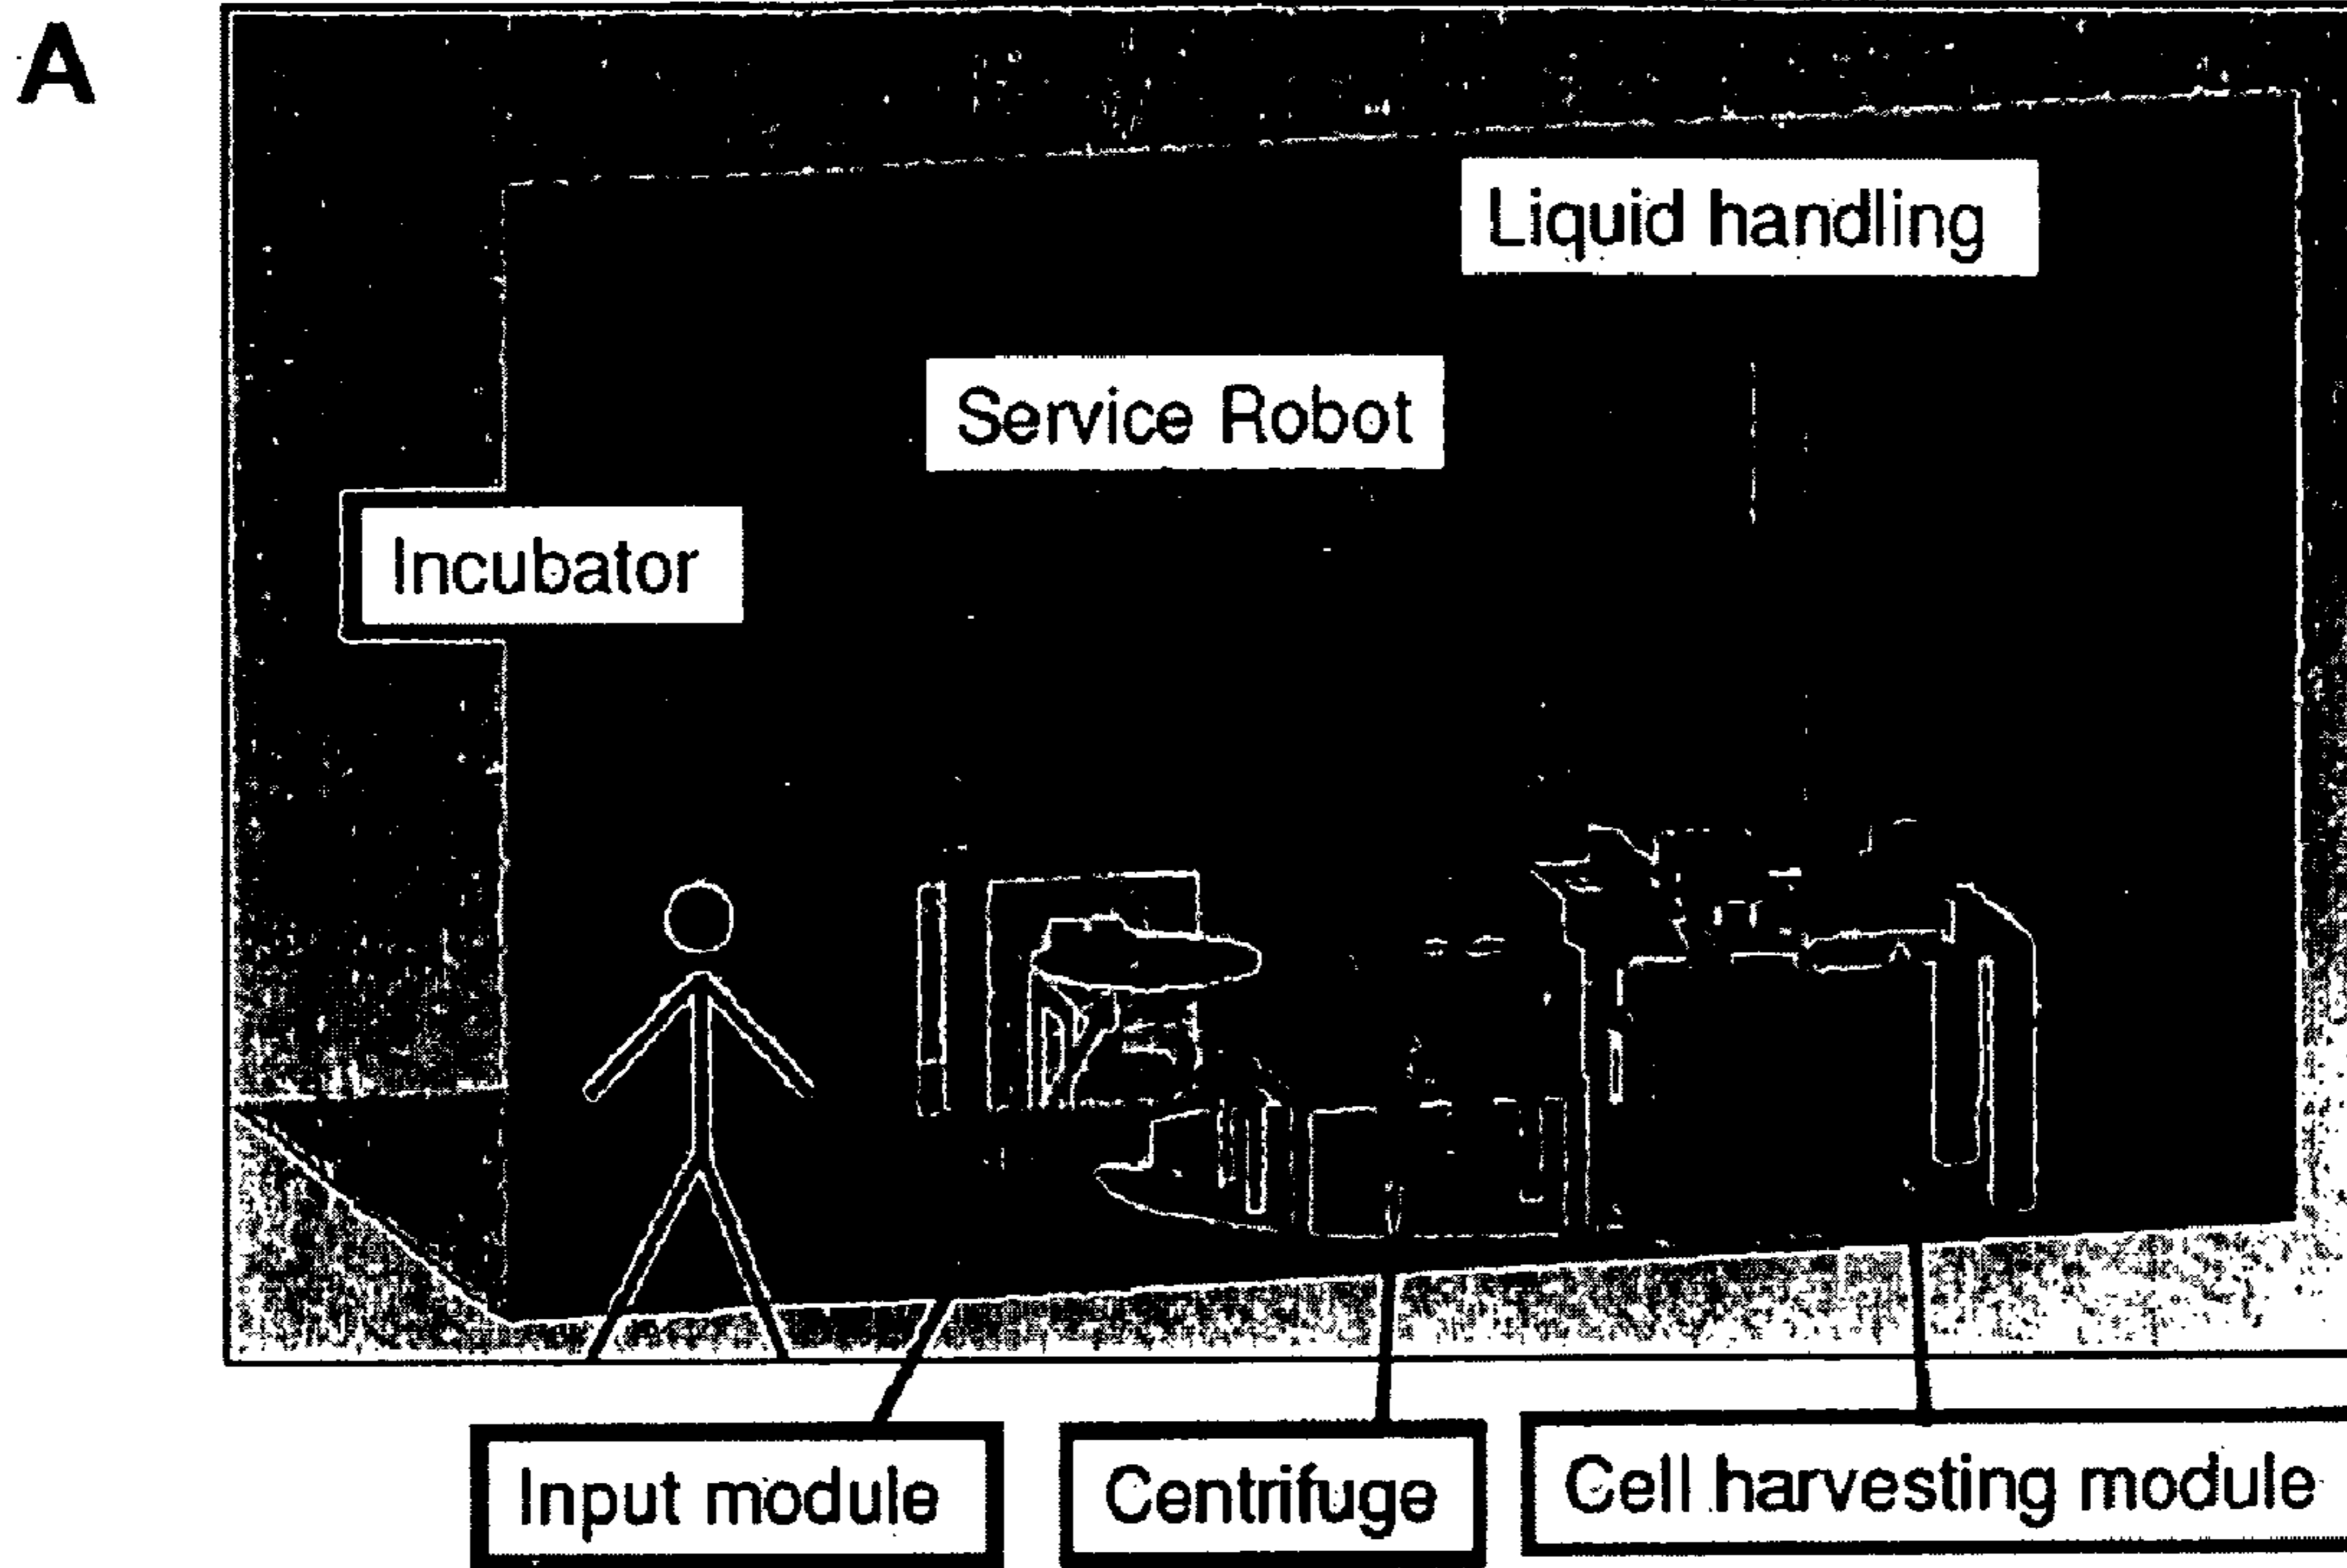 A
Liquid handling
Service Robot
Incubator
Input module
Centrifuge
Cell harvesting module